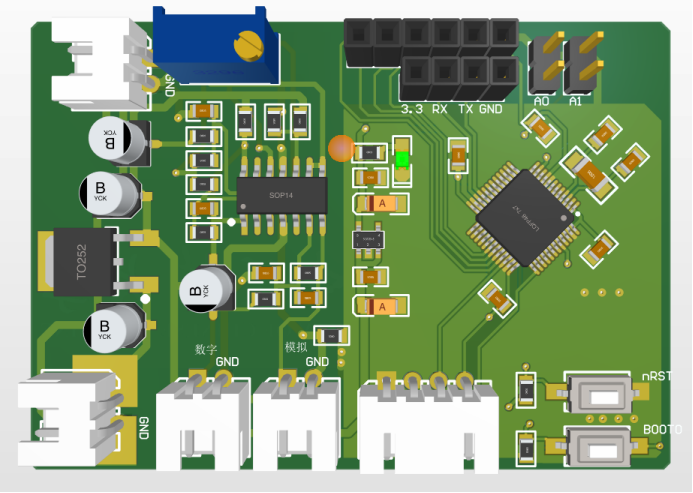 GND
3.3 RX TX GND
A0 A1
B
YCK
SOP14
A
B
YCK
TO252
B
YCK
A
B
YCK
数字 GND
模拟 GND
nRST
GND
BOOT0